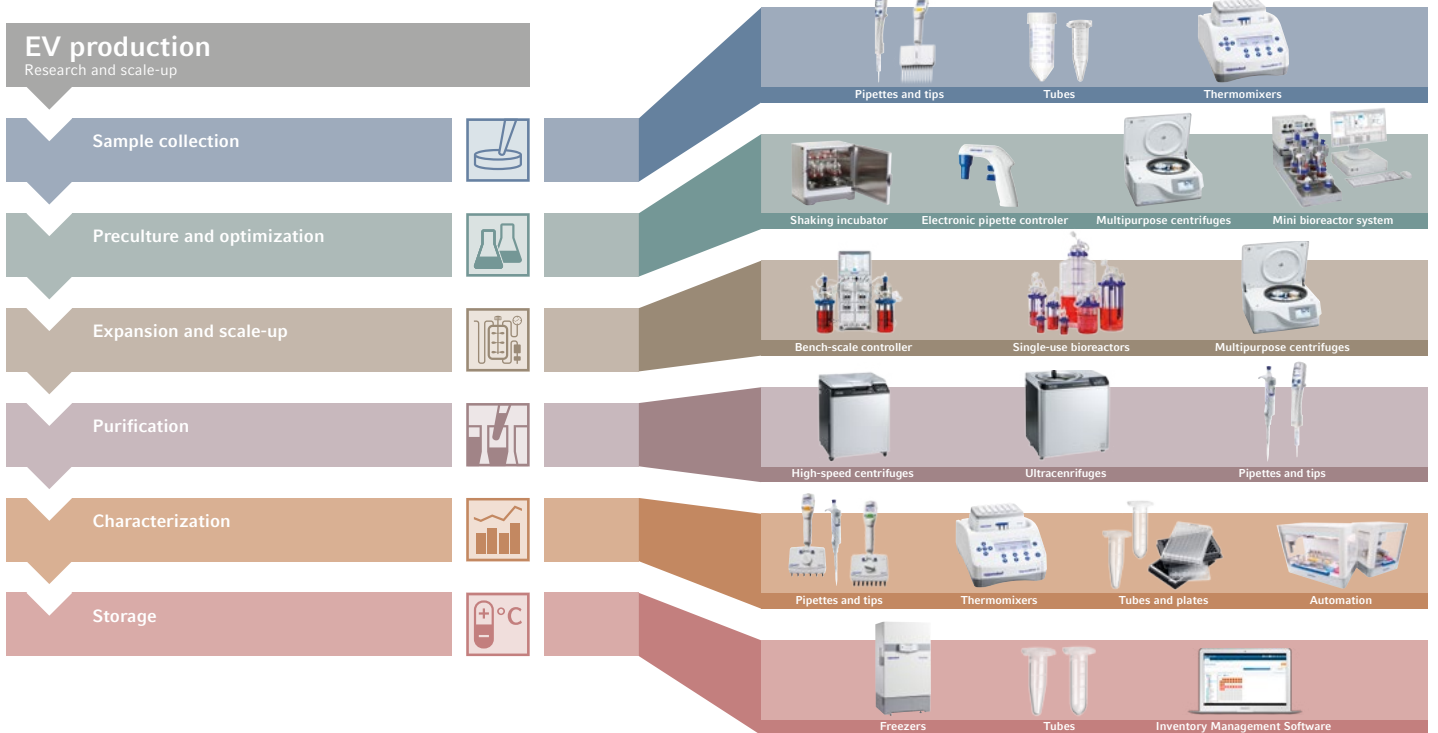 EV production
Research and scale-up
Sample collection
Pipettes and tips
Tubes
Thermomixers
Preculture and optimization
Shaking incubator
Electronic pipette controler
Multipurpose centrifuges
Mini bioreactor system
Expansion and scale-up
Bench-scale controller
Single-use bioreactors
Multipurpose centrifuges
Purification
High-speed centrifuges
Ultracenrifuges
Pipettes and tips
Characterization
Pipettes and tips
Thermomixers
Tubes and plates
Automation
Storage
°C
Freezers
Tubes
Inventory Management Software